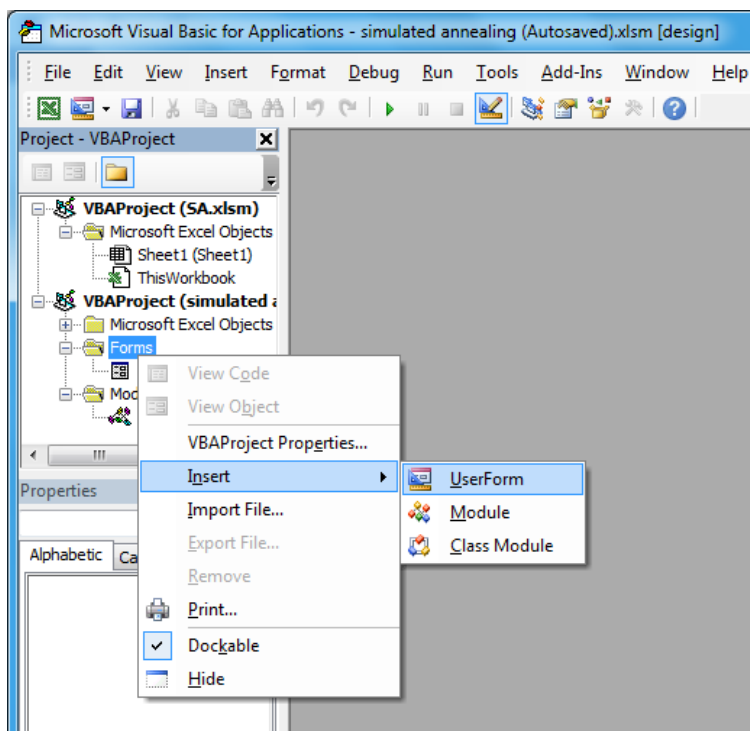 Microsoft Visual Basic for Applications - simulated annealing (Autosaved).xlsm [design]
File Edit View Insert Format Debug Run Tools Add-Ins Window Help
Project - VBAProject
VBAProject (SA.xlsm)
Microsoft Excel Objects
Sheet1 (Sheet1)
ThisWorkbook
VBAProject (simulated a
Microsoft Excel Objects
Forms
Mod
View Code
View Object
VBAProject Properties...
Insert
Import File...
Export File...
Remove
Print...
Dockable
Hide
UserForm
Module
Class Module
Properties
Alphabetic Ca